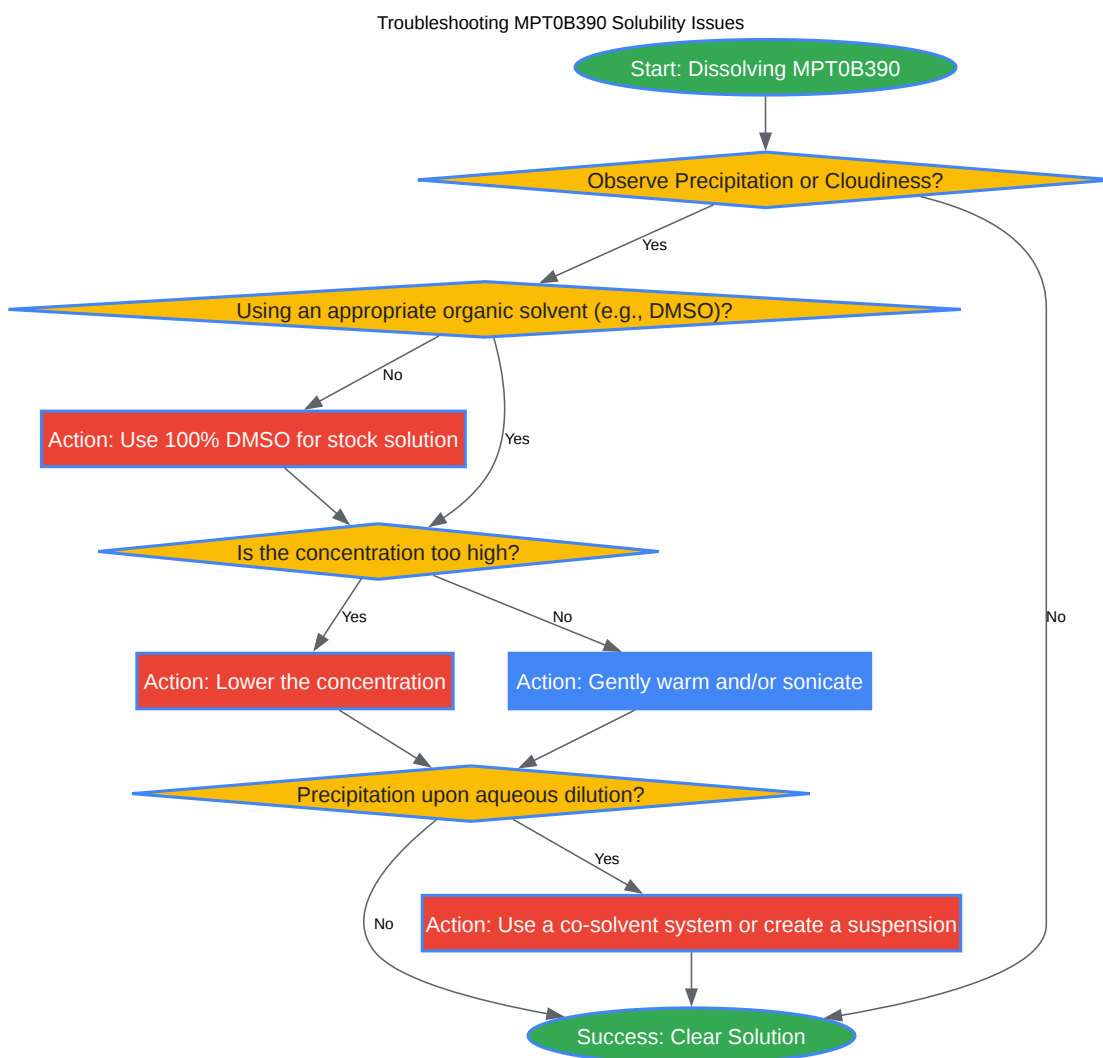 Troubleshooting MPT0B390 Solubility Issues
Start: Dissolving MPT0B390
Observe Precipitation or Cloudiness?
Yes
Using an appropriate organic solvent (e.g., DMSO)?
No
Action: Use 100% DMSO for stock solution
Yes
Is the concentration too high?
Yes
No
No
Action: Lower the concentration
Action: Gently warm and/or sonicate
Precipitation upon aqueous dilution?
Yes
No
Action: Use a co-solvent system or create a suspension
Success: Clear Solution